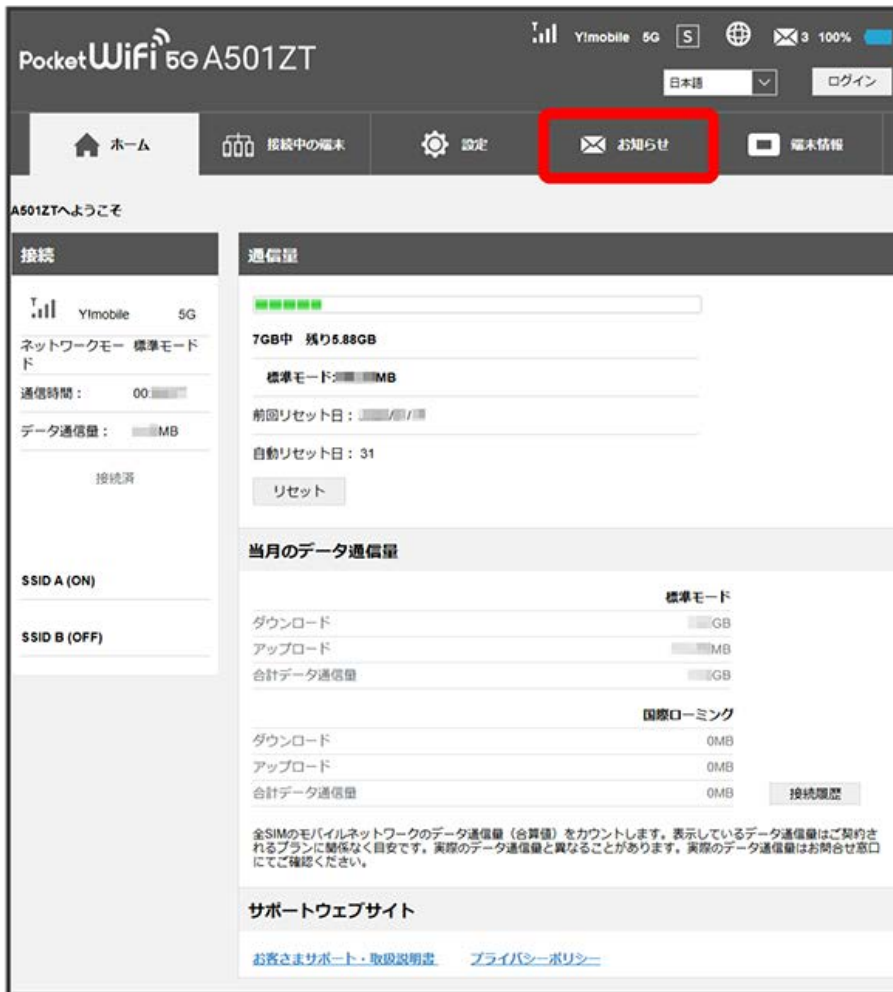 Pocket WiFi 5G A501ZT
Y!mobile 5G S 3 100%
日本語 ログイン
ホーム 接続中の端末 設定 お知らせ 端末情報
A501ZTへようこそ
接続
Y!mobile 5G
ネットワークモー 標準モード
ド
通信時間： 00:
データ通信量： MB
接続済
SSID A (ON)
SSID B (OFF)
通信量
7GB中 残り5.88GB
標準モード: MB
前回リセット日： / /
自動リセット日：31
リセット
当月のデータ通信量
標準モード
ダウンロード GB
アップロード MB
合計データ通信量 GB
国際ローミング
ダウンロード 0MB
アップロード 0MB
合計データ通信量 0MB 接続履歴
全SIMのモバイルネットワークのデータ通信量（合算値）をカウントします。表示しているデータ通信量はご契約さ
れるプランに関係なく目安です。実際のデータ通信量と異なることがあります。実際のデータ通信量はお問合せ窓口
にてご確認ください。
サポートウェブサイト
お客さまサポート・取扱説明書 プライバシーポリシー